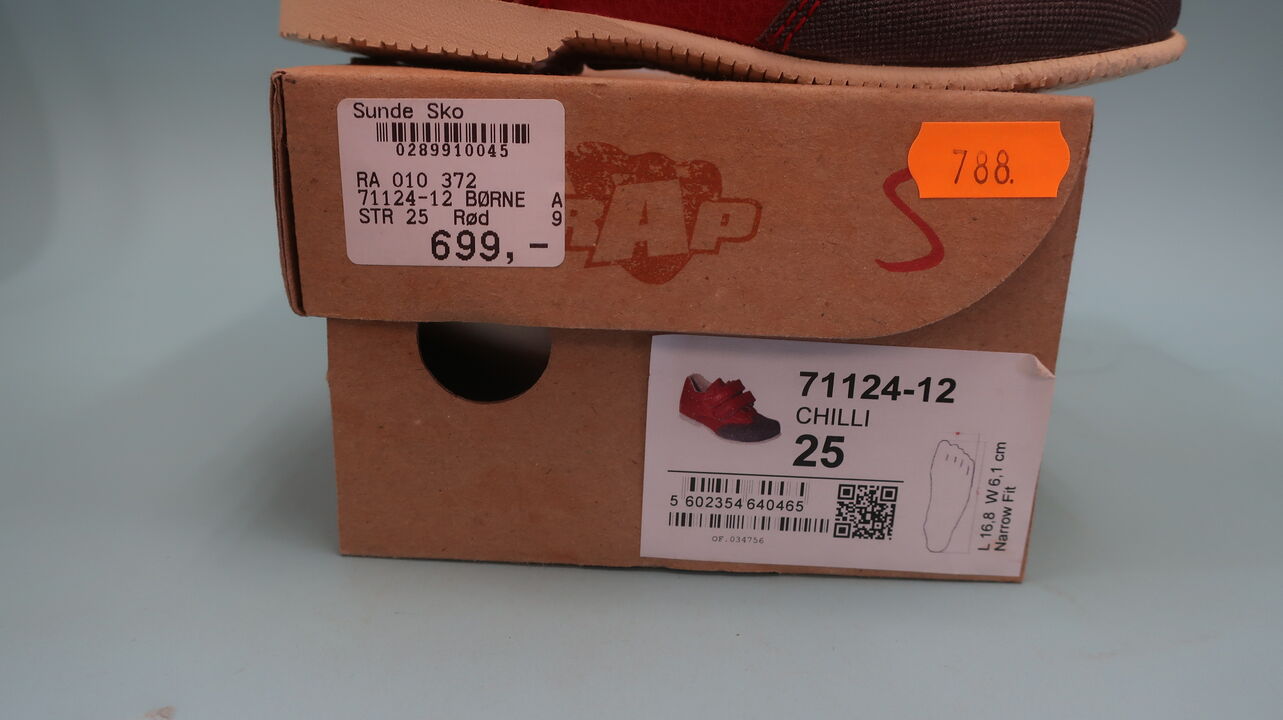 Sunde Sko
0289910045
RA 010 372
71124-12 BØRNE A
STR 25 Rød 9
699,-
RAP
S
788.
71124-12
CHILLI
25
5 602354 640465
OF.034756
L 16,8 W 6,1 cm
Narrow Fit